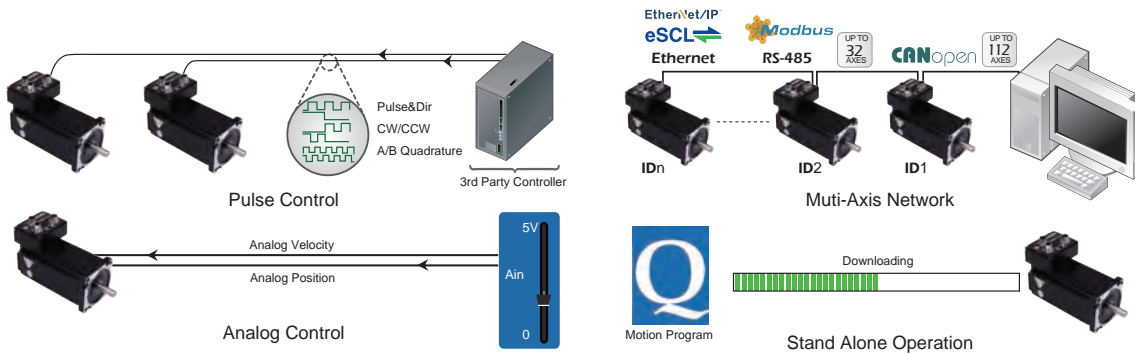 Pulse&Dir
CW/CCW
A/B Quadrature
3rd Party Controller
Pulse Control
EtherNet/IP™
eSCL
Ethernet
Modbus
RS-485
UP TO
32
AXES
CANopen
UP TO
112
AXES
IDn
ID2
ID1
Muti-Axis Network
Analog Velocity
Analog Position
5V
Ain
0
Analog Control
Q
Motion Program
Downloading
Stand Alone Operation